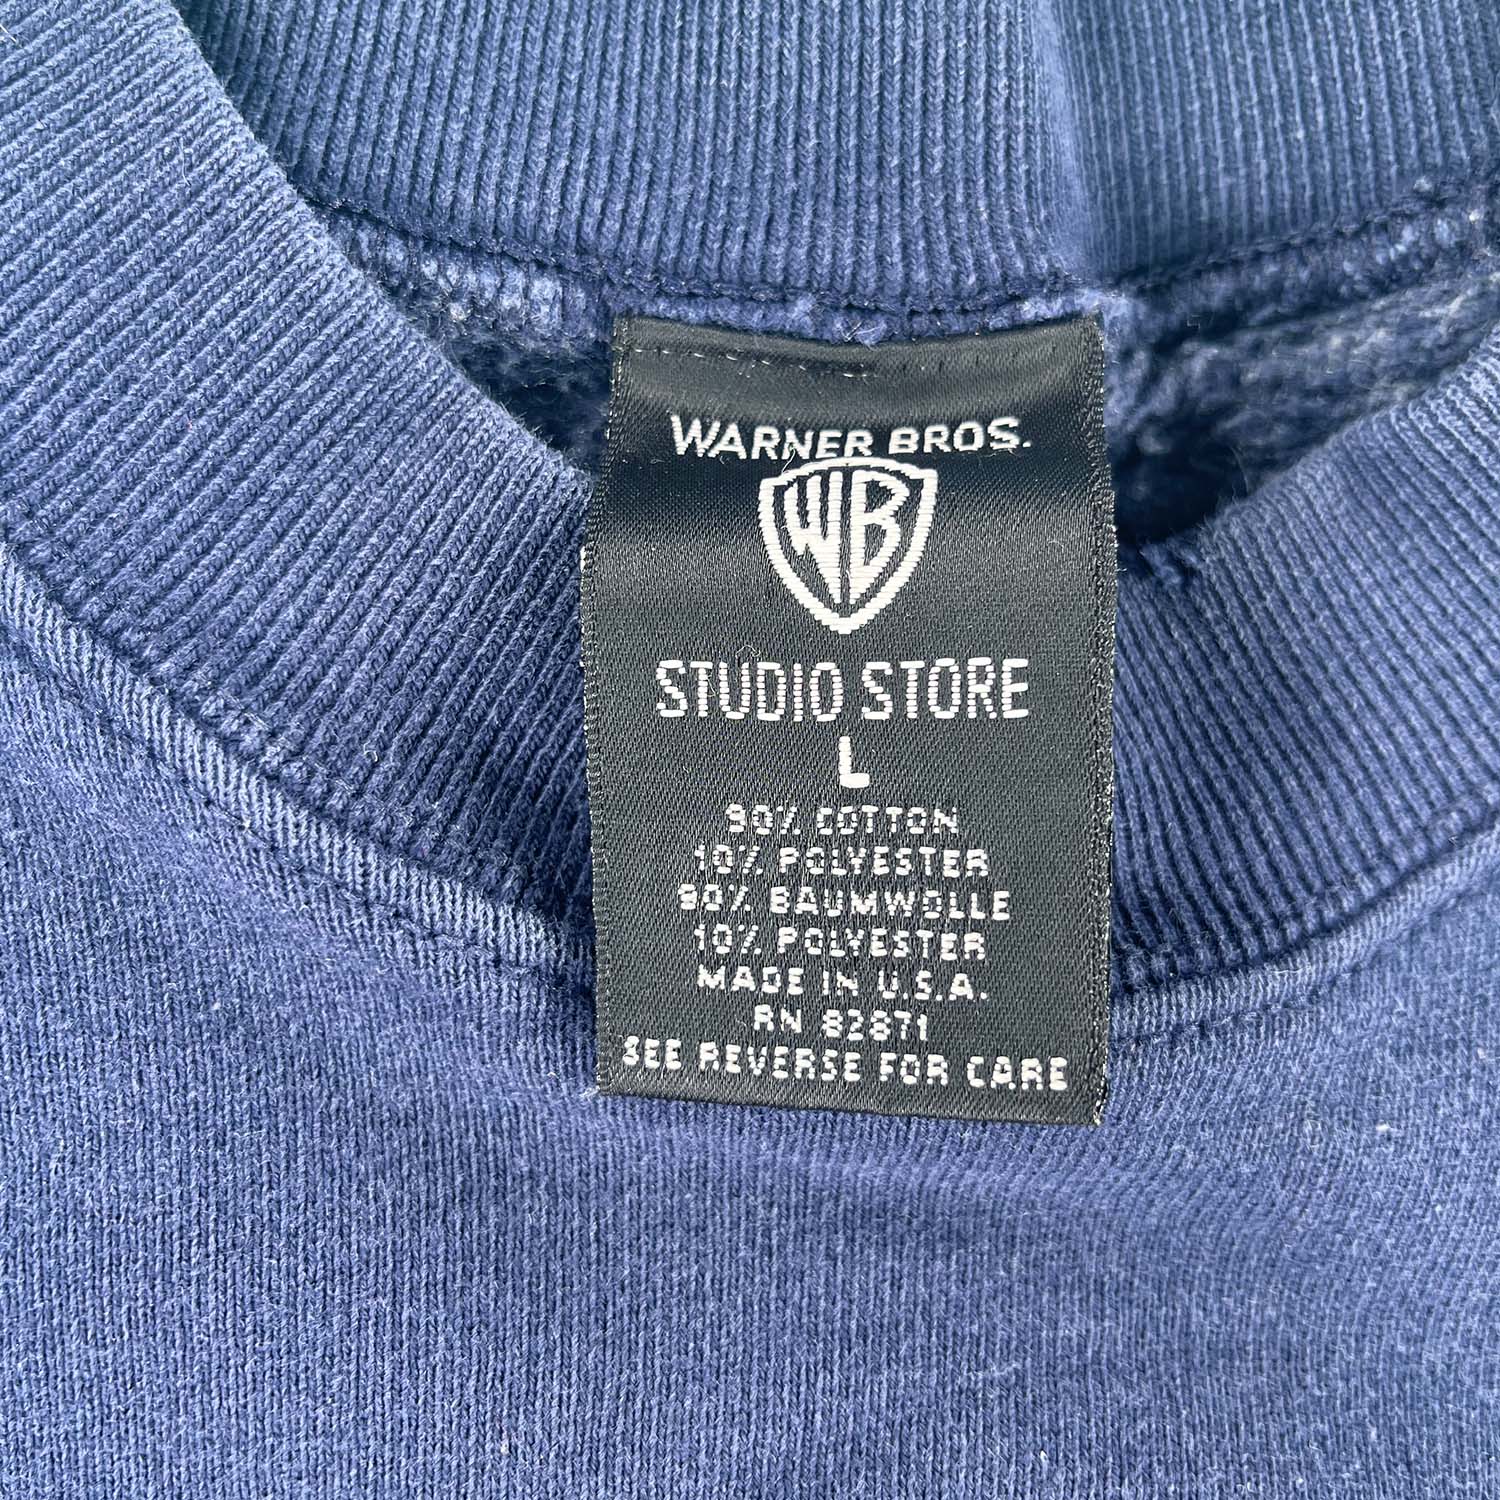 WARNER BROS.
WB
STUDIO STORE
L
90% COTTON
10% POLYESTER
90% BAUMWOLLE
10% POLYESTER
MADE IN U.S.A.
RN 82871
SEE REVERSE FOR CARE